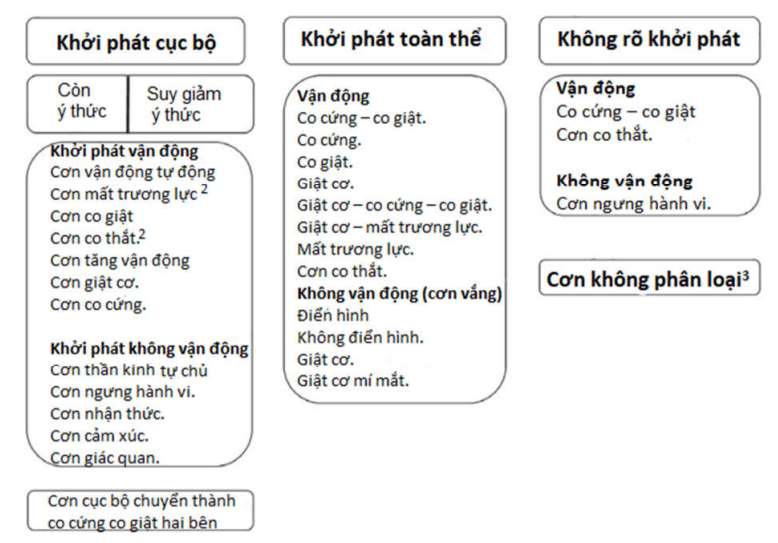 Khởi phát cục bộ
Còn
ý thức
Suy giảm
ý thức
Khởi phát vận động
Cơn vận động tự động
Cơn mất trương lực ²
Cơn co giật
Cơn co thắt.²
Cơn tăng vận động
Cơn giật cơ.
Cơn co cứng.
Khởi phát không vận động
Cơn thần kinh tự chủ
Cơn ngưng hành vi.
Cơn nhận thức.
Cơn cảm xúc.
Cơn giác quan.
Cơn cục bộ chuyển thành
co cứng co giật hai bên
Khởi phát toàn thể
Vận động
Co cứng – co giật.
Co cứng.
Co giật.
Giật cơ.
Giật cơ – co cứng – co giật.
Giật cơ – mất trương lực.
Mất trương lực.
Cơn co thắt.
Không vận động (cơn vắng)
Điển hình
Không điển hình.
Giật cơ.
Giật cơ mí mắt.
Không rõ khởi phát
Vận động
Co cứng – co giật
Cơn co thắt.
Không vận động
Cơn ngưng hành vi.
Cơn không phân loại³